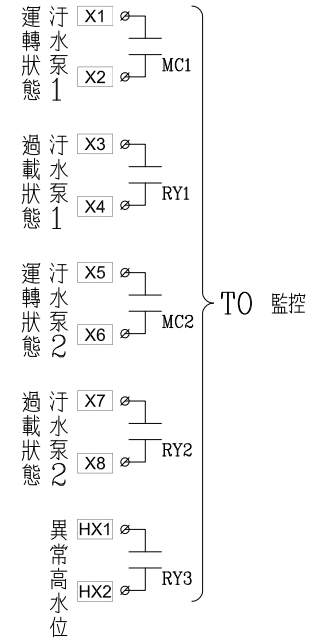 汙水泵1
運轉狀態
X1
X2
MC1
汙水泵1
過載狀態
X3
X4
RY1
汙水泵2
運轉狀態
X5
X6
MC2
汙水泵2
過載狀態
X7
X8
RY2
異常高水位
HX1
HX2
RY3
TO 監控